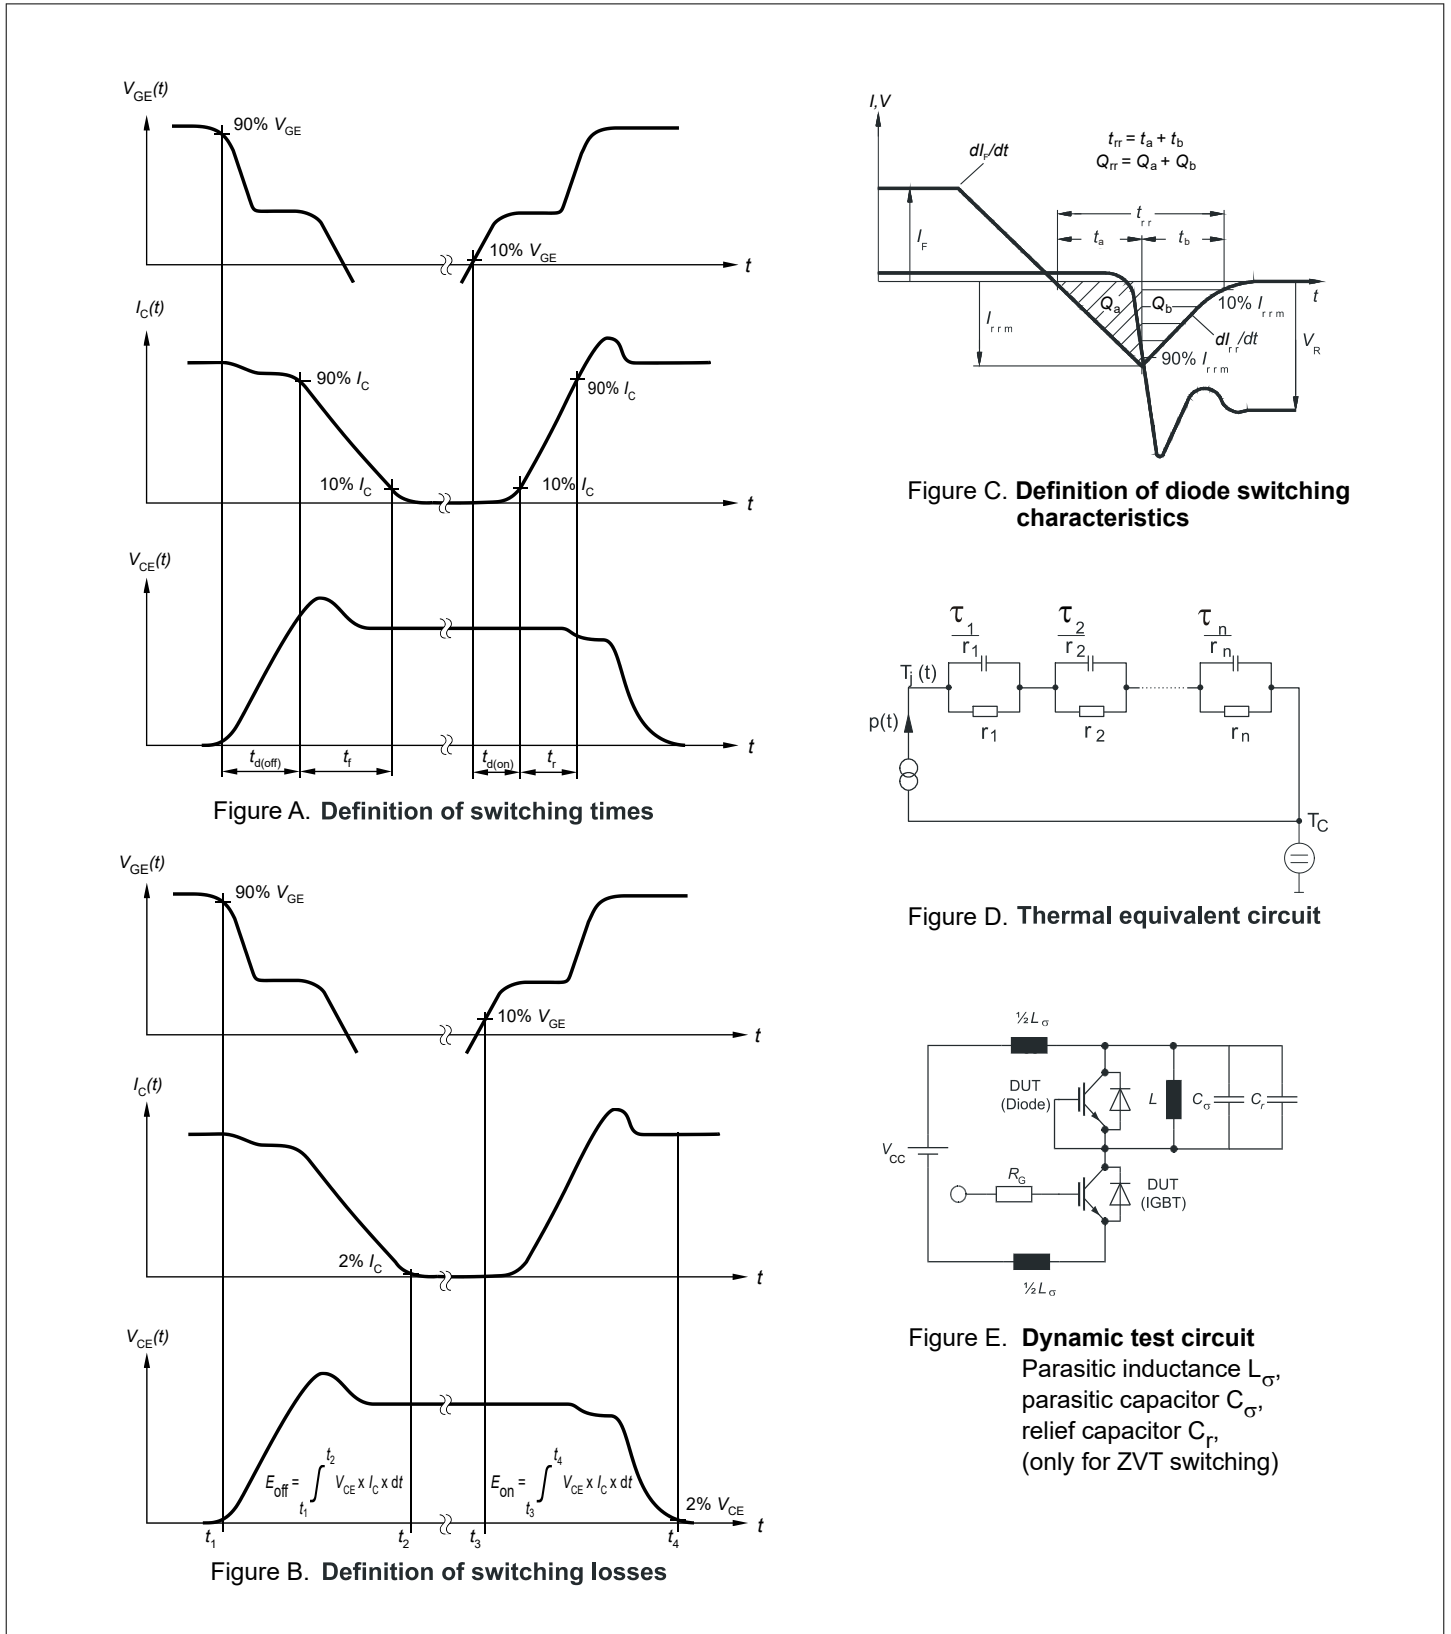 V_GE(t)
90% V_GE
10% V_GE
t
I_C(t)
90% I_C
90% I_C
10% I_C
10% I_C
t
V_CE(t)
t
t_d(off)
t_f
t_d(on)
t_r
Figure A. Definition of switching times
V_GE(t)
90% V_GE
10% V_GE
t
I_C(t)
2% I_C
t
V_CE(t)
E_off = ∫ t_1 t_2 V_CE x I_C x dt
E_on = ∫ t_3 t_4 V_CE x I_C x dt
2% V_CE
t_1
t_2
t_3
t_4
t
Figure B. Definition of switching losses
I,V
t_rr = t_a + t_b
Q_rr = Q_a + Q_b
dI_F/dt
t_rr
I_F
t_a
t_b
t
Q_a
Q_b
10% I_rrm
I_rrm
dI_rr/dt
90% I_rrm
V_R
Figure C. Definition of diode switching
characteristics
τ_1
r_1
τ_2
r_2
τ_n
r_n
T_j(t)
p(t)
r_1
r_2
r_n
T_C
Figure D. Thermal equivalent circuit
½L_σ
DUT
(Diode)
L
C_σ
C_r
V_CC
R_G
DUT
(IGBT)
½L_σ
Figure E. Dynamic test circuit
Parasitic inductance L_σ,
parasitic capacitor C_σ,
relief capacitor C_r,
(only for ZVT switching)